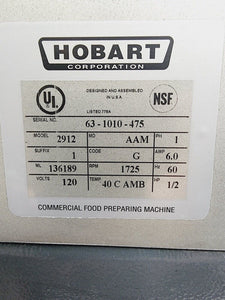 HOBART
CORPORATION
UL
DESIGNED AND ASSEMBLED
IN U.S.A.
LISTED 776A
NSF
SERIAL NO. 63-1010-475
MODEL 2912 MO AAM PH 1
SUFFIX 1 CODE G AMP 6.0
ML 136189 RPM 1725 Hz 60
VOLTS 120 TEMP 40 C AMB HP 1/2
COMMERCIAL FOOD PREPARING MACHINE